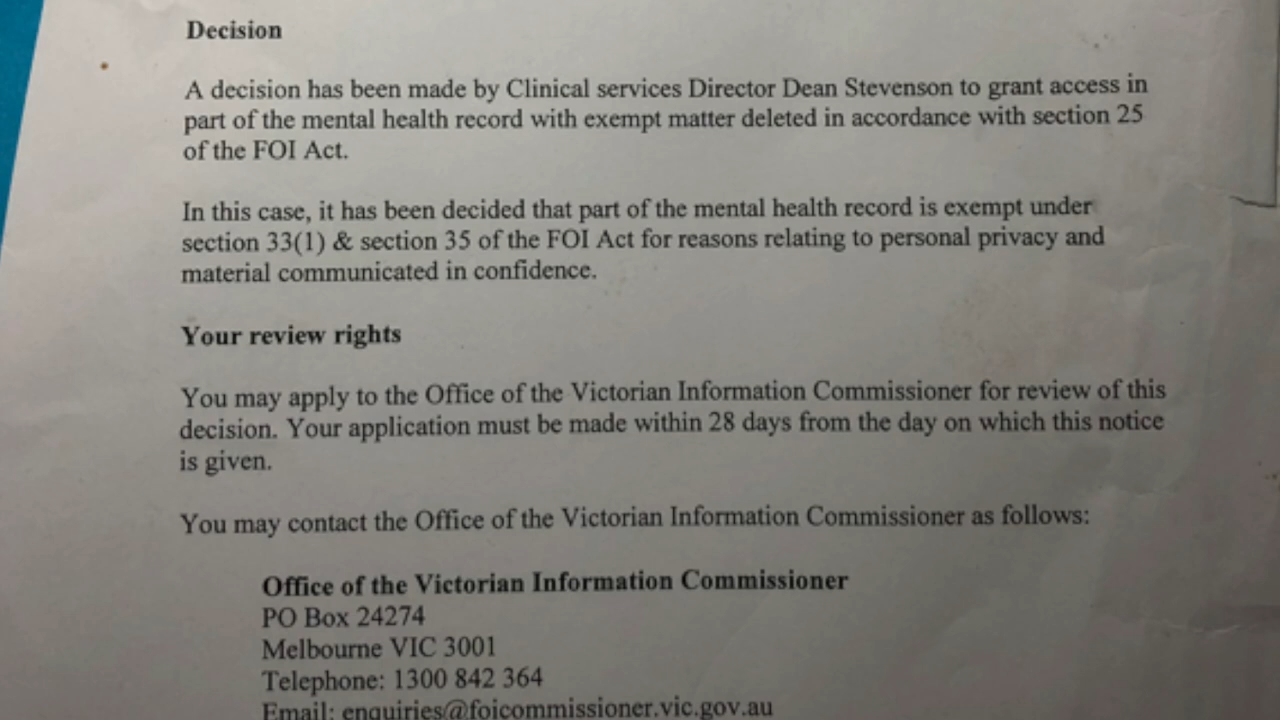 Decision
A decision has been made by Clinical services Director Dean Stevenson to grant access in
part of the mental health record with exempt matter deleted in accordance with section 25
of the FOI Act.
In this case, it has been decided that part of the mental health record is exempt under
section 33(1) & section 35 of the FOI Act for reasons relating to personal privacy and
material communicated in confidence.
Your review rights
You may apply to the Office of the Victorian Information Commissioner for review of this
decision. Your application must be made within 28 days from the day on which this notice
is given.
You may contact the Office of the Victorian Information Commissioner as follows:
Office of the Victorian Information Commissioner
PO Box 24274
Melbourne VIC 3001
Telephone: 1300 842 364
Email: enquiries@foicommissioner.vic.gov.au